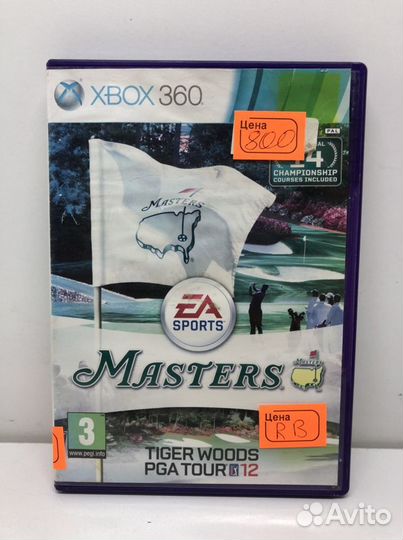 XBOX 360
Цена
800
PAL
14
CHAMPIONSHIP
COURSES INCLUDED
MASTERS
EA
SPORTS
MASTERS
MASTERS
3
www.pegi.info
Цена
RB
TIGER WOODS
PGA TOUR 12
Avito